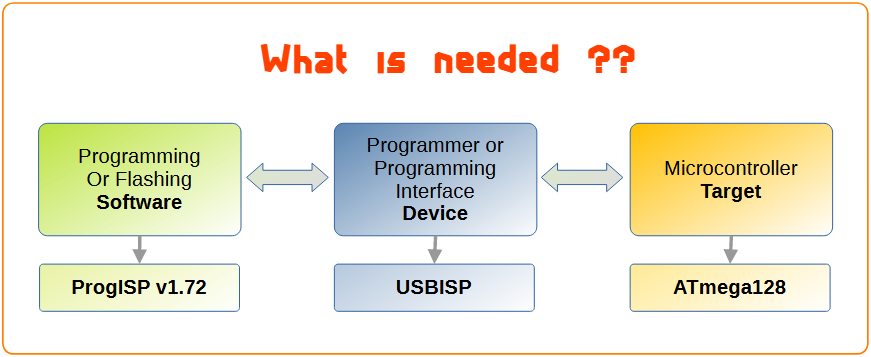 What is needed ??
Programming
Or Flashing
Software
Programmer or
Programming
Interface
Device
Microcontroller
Target
ProgISP v1.72
USBISP
ATmega128